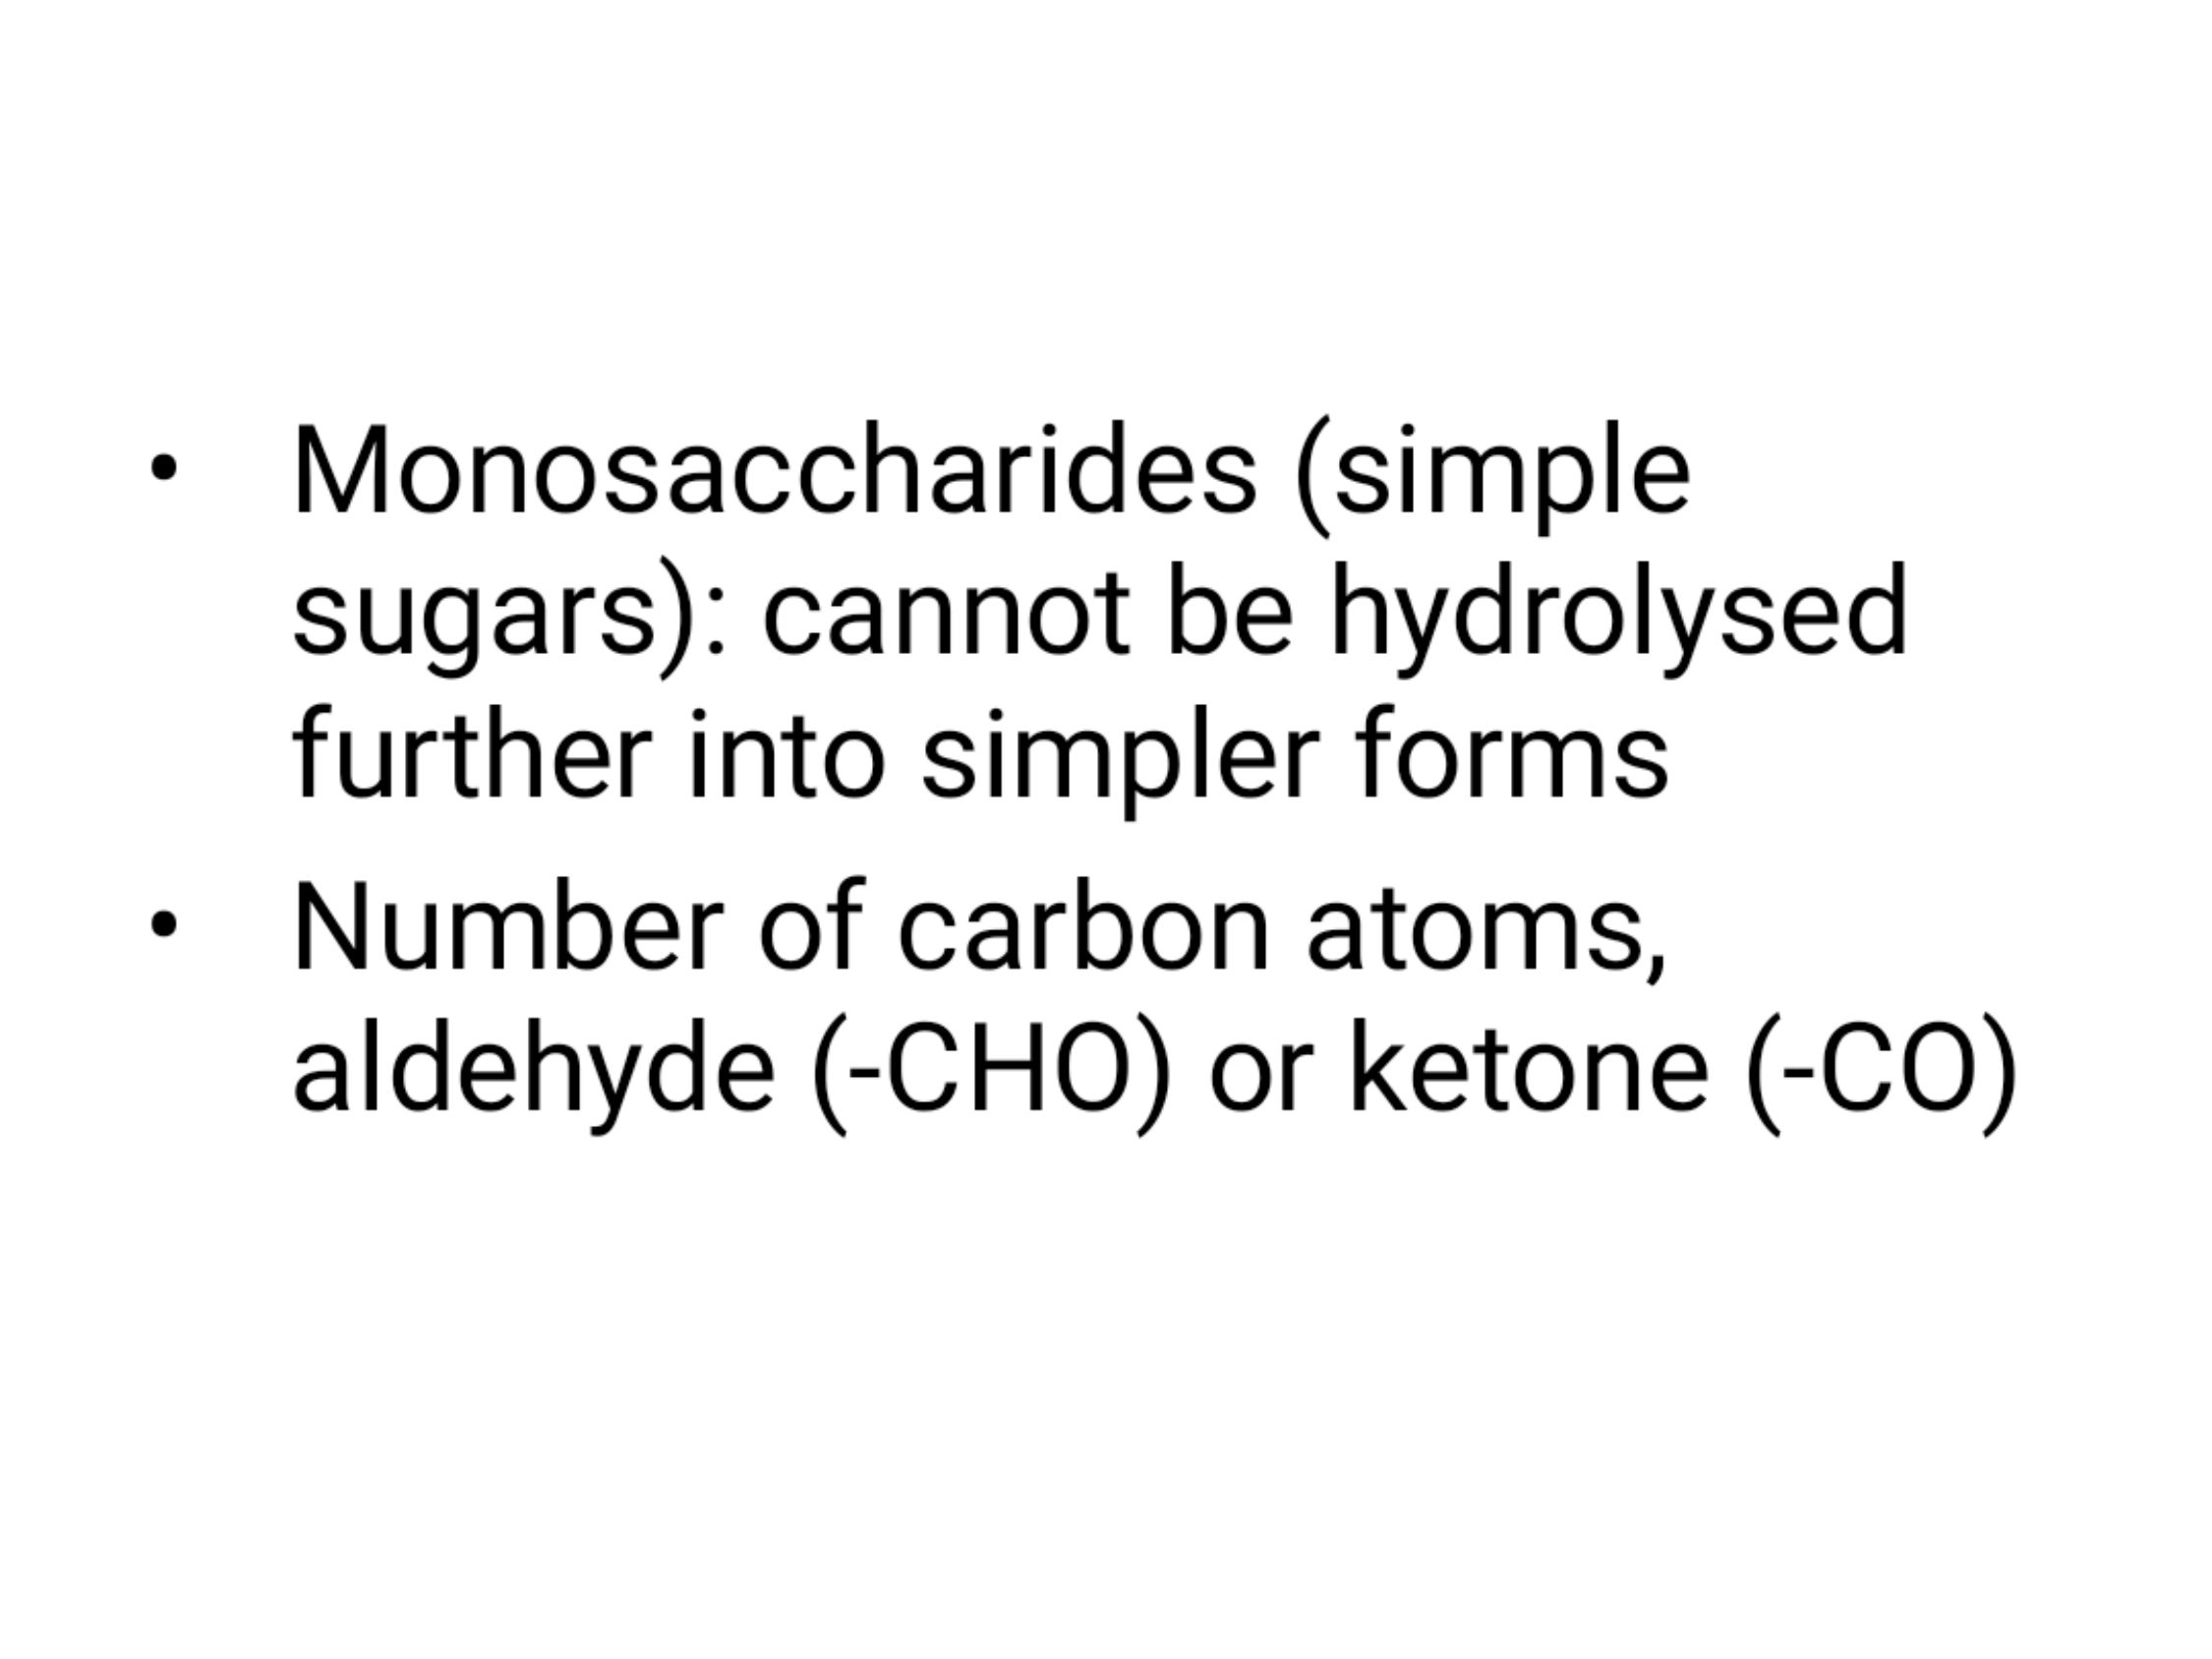 • Monosaccharides (simple
sugars): cannot be hydrolysed
further into simpler forms
• Number of carbon atoms,
aldehyde (-CHO) or ketone (-CO)